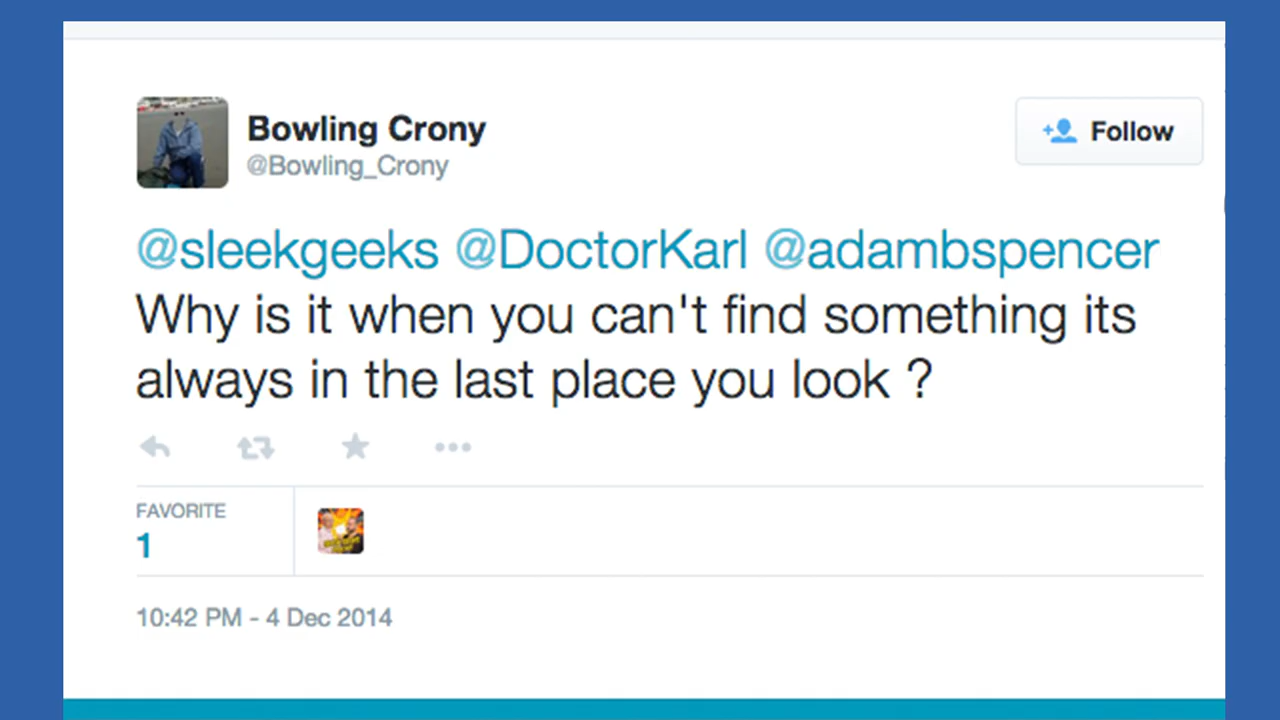 Bowling Crony
@Bowling_Crony
Follow
@sleekgeeks @DoctorKarl @adambspencer
Why is it when you can't find something its
always in the last place you look ?
FAVORITE
1
10:42 PM - 4 Dec 2014